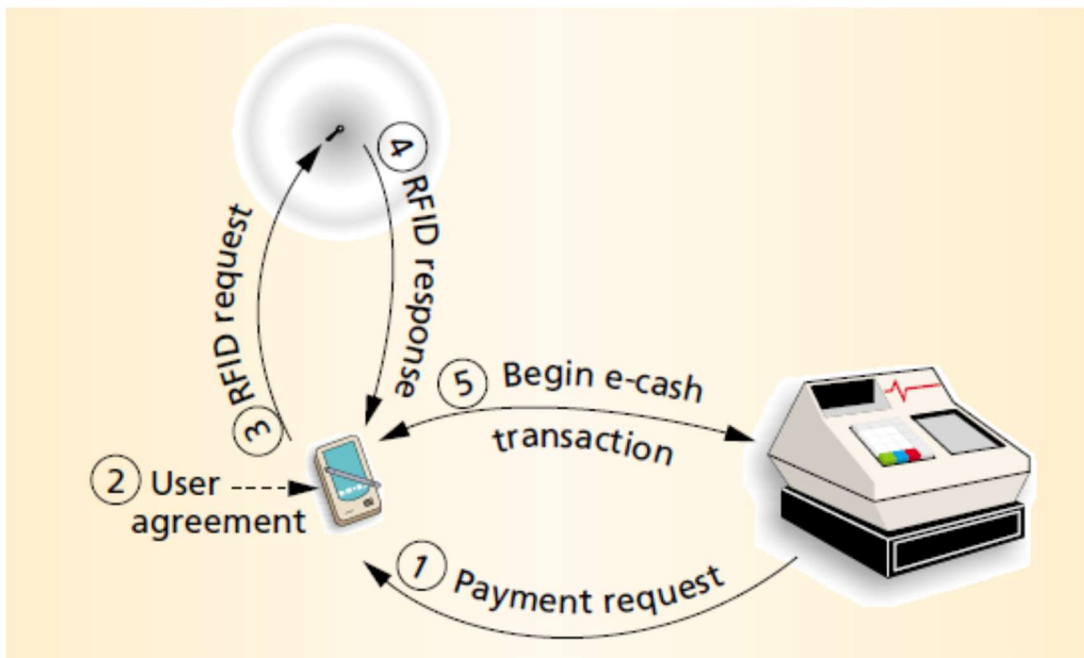 ① Payment request
② User
agreement
③ RFID request
④ RFID response
⑤ Begin e-cash
transaction